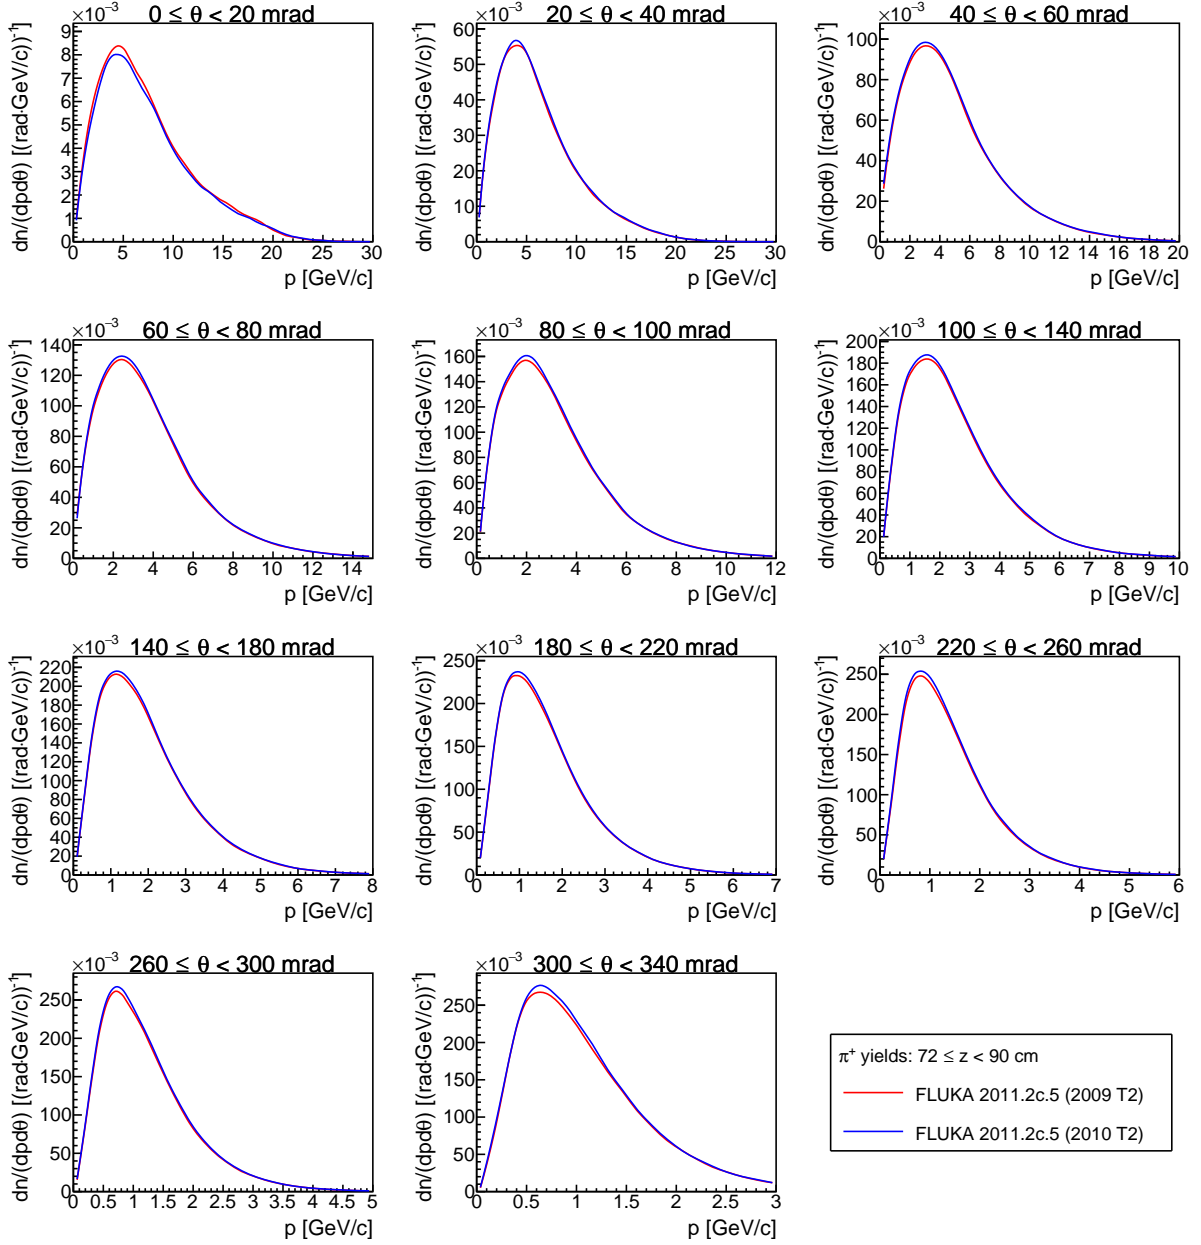 0 ≤ θ < 20 mrad
×10⁻³
dn/(dpdθ) [(rad·GeV/c))⁻¹]
9
8
7
6
5
4
3
2
1
0
0 5 10 15 20 25 30
p [GeV/c]
20 ≤ θ < 40 mrad
×10⁻³
dn/(dpdθ) [(rad·GeV/c))⁻¹]
60
50
40
30
20
10
0
0 5 10 15 20 25 30
p [GeV/c]
40 ≤ θ < 60 mrad
×10⁻³
dn/(dpdθ) [(rad·GeV/c))⁻¹]
100
80
60
40
20
0
0 2 4 6 8 10 12 14 16 18 20
p [GeV/c]
60 ≤ θ < 80 mrad
×10⁻³
dn/(dpdθ) [(rad·GeV/c))⁻¹]
140
120
100
80
60
40
20
0
0 2 4 6 8 10 12 14
p [GeV/c]
80 ≤ θ < 100 mrad
×10⁻³
dn/(dpdθ) [(rad·GeV/c))⁻¹]
160
140
120
100
80
60
40
20
0
0 2 4 6 8 10 12
p [GeV/c]
100 ≤ θ < 140 mrad
×10⁻³
dn/(dpdθ) [(rad·GeV/c))⁻¹]
200
180
160
140
120
100
80
60
40
20
0
0 1 2 3 4 5 6 7 8 9 10
p [GeV/c]
140 ≤ θ < 180 mrad
×10⁻³
dn/(dpdθ) [(rad·GeV/c))⁻¹]
220
200
180
160
140
120
100
80
60
40
20
0
0 1 2 3 4 5 6 7 8
p [GeV/c]
180 ≤ θ < 220 mrad
×10⁻³
dn/(dpdθ) [(rad·GeV/c))⁻¹]
250
200
150
100
50
0
0 1 2 3 4 5 6 7
p [GeV/c]
220 ≤ θ < 260 mrad
×10⁻³
dn/(dpdθ) [(rad·GeV/c))⁻¹]
250
200
150
100
50
0
0 1 2 3 4 5 6
p [GeV/c]
260 ≤ θ < 300 mrad
×10⁻³
dn/(dpdθ) [(rad·GeV/c))⁻¹]
250
200
150
100
50
0
0 0.5 1 1.5 2 2.5 3 3.5 4 4.5 5
p [GeV/c]
300 ≤ θ < 340 mrad
×10⁻³
dn/(dpdθ) [(rad·GeV/c))⁻¹]
250
200
150
100
50
0
0 0.5 1 1.5 2 2.5 3
p [GeV/c]
π⁺ yields: 72 ≤ z < 90 cm
FLUKA 2011.2c.5 (2009 T2)
FLUKA 2011.2c.5 (2010 T2)